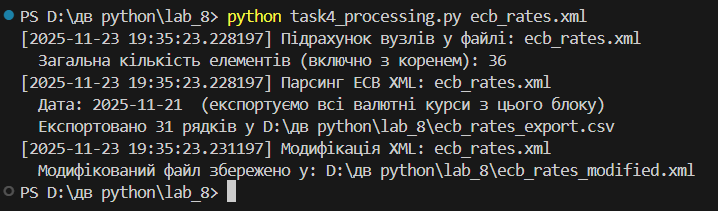 PS D:\дв python\lab_8> python task4_processing.py ecb_rates.xml
[2025-11-23 19:35:23.228197] Підрахунок вузлів у файлі: ecb_rates.xml
  Загальна кількість елементів (включно з коренем): 36
[2025-11-23 19:35:23.228197] Парсинг ECB XML: ecb_rates.xml
  Дата: 2025-11-21  (експортуємо всі валютні курси з цього блоку)
  Експортовано 31 рядків у D:\дв python\lab_8\ecb_rates_export.csv
[2025-11-23 19:35:23.231197] Модифікація XML: ecb_rates.xml
  Модифікований файл збережено у: D:\дв python\lab_8\ecb_rates_modified.xml
PS D:\дв python\lab_8>